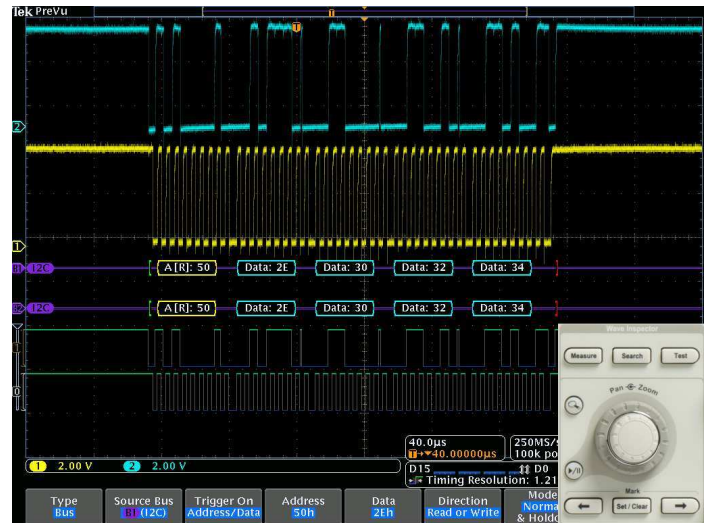 Tek PreVu
T
T
2
1
B1 I2C A[R]: 50 Data: 2E Data: 30 Data: 32 Data: 34
B2 I2C A[R]: 50 Data: 2E Data: 30 Data: 32 Data: 34
Wave Inspector
Measure Search Test
Pan Zoom
Mark
Set / Clear
40.0µs
T→▼40.00000µs
250MS/s
100k po
1 2.00 V 2 2.00 V
D15 D0
Timing Resolution: 1.21
Type
Bus
Source Bus
B1 (I2C)
Trigger On
Address/Data
Address
50h
Data
2Eh
Direction
Read or Write
Mode
Norma
& Holdo